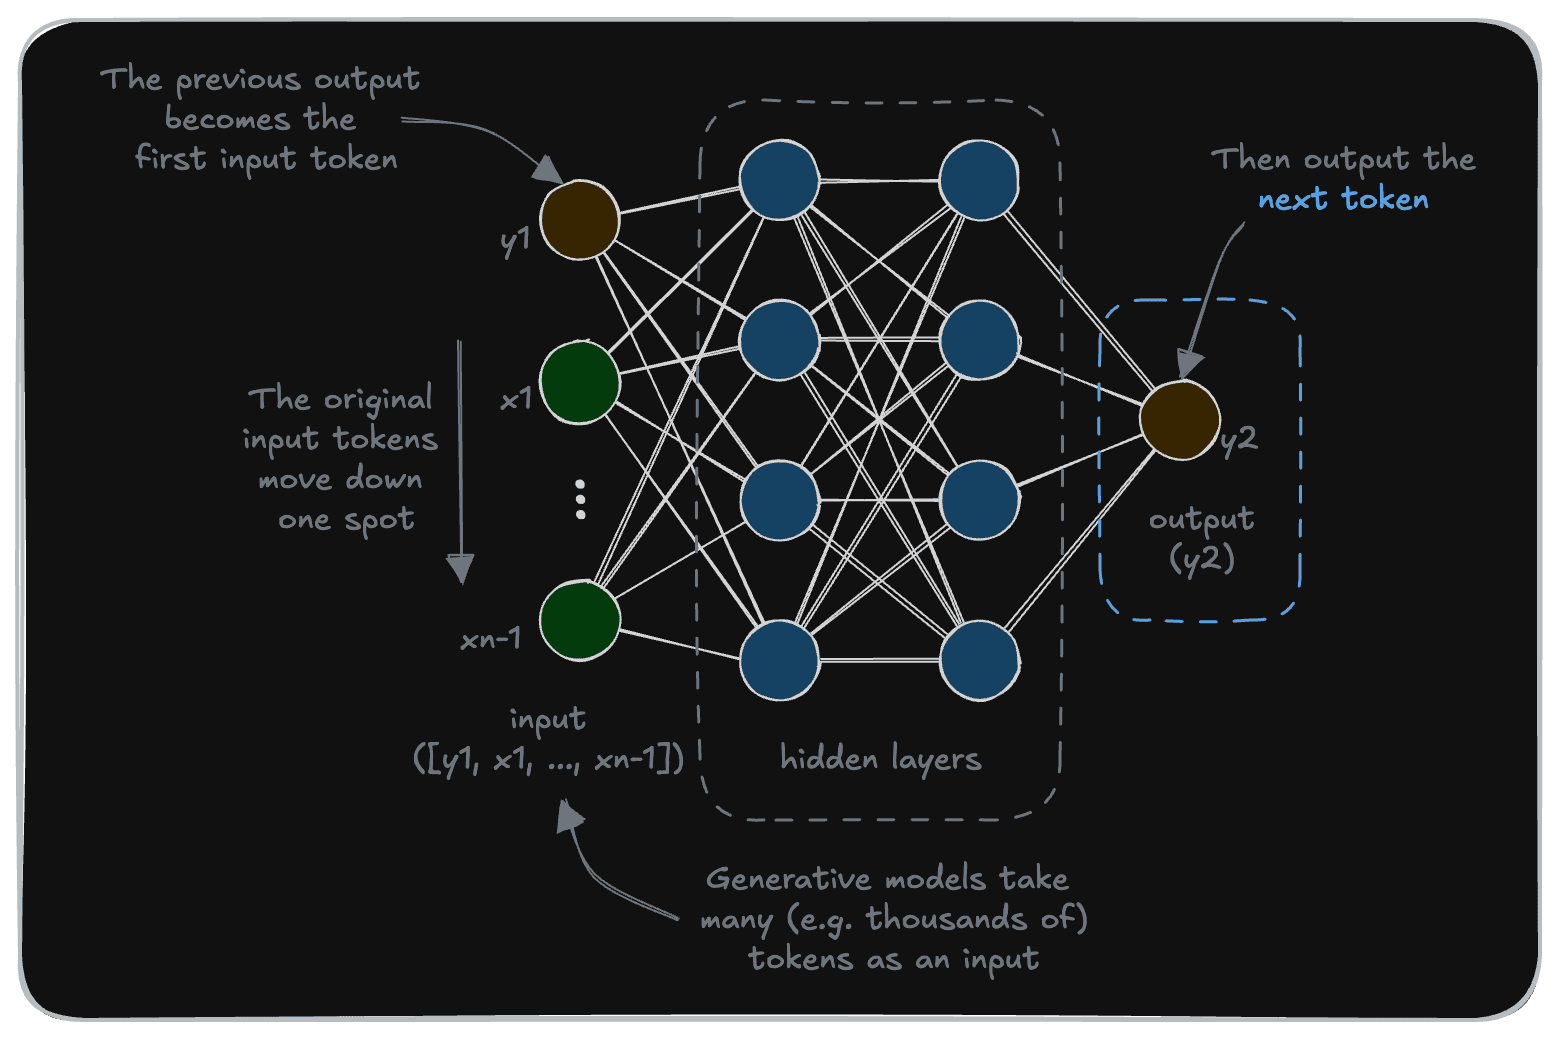 The previous output
becomes the
first input token
Then output the
next token
y1
x1
The original
input tokens
move down
one spot
y2
output
(y2)
xn-1
input
([y1, x1, ..., xn-1])
hidden layers
Generative models take
many (e.g. thousands of)
tokens as an input